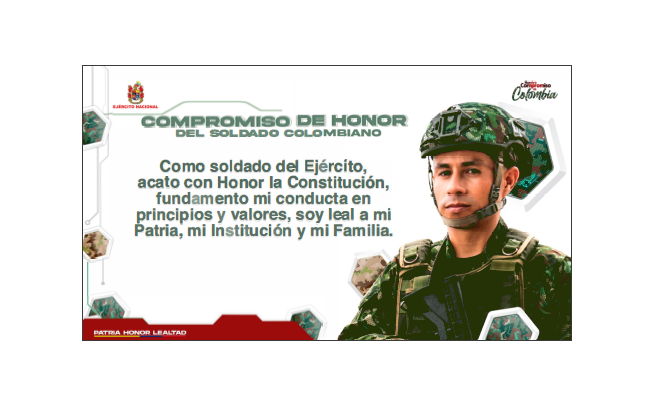 EJÉRCITO NACIONAL
Compromiso
Colombia
COMPROMISO DE HONOR
DEL SOLDADO COLOMBIANO
Como soldado del Ejército,
acato con Honor la Constitución,
fundamento mi conducta en
principios y valores, soy leal a mi
Patria, mi Institución y mi Familia.
PATRIA HONOR LEALTAD